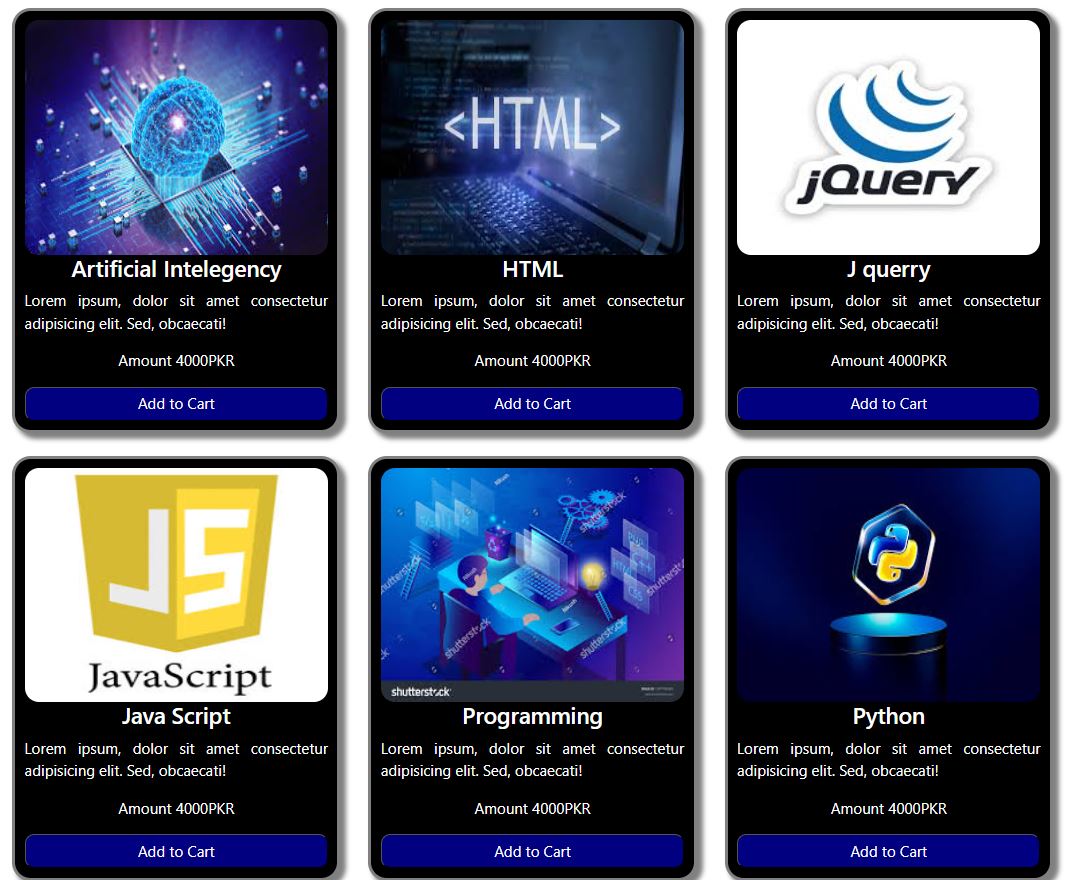 <HTML>
jQuery
Artificial Intelegency
HTML
J querry
Lorem ipsum, dolor sit amet consectetur
adipisicing elit. Sed, obcaecati!
Lorem ipsum, dolor sit amet consectetur
adipisicing elit. Sed, obcaecati!
Lorem ipsum, dolor sit amet consectetur
adipisicing elit. Sed, obcaecati!
Amount 4000PKR
Amount 4000PKR
Amount 4000PKR
Add to Cart
Add to Cart
Add to Cart
JS
JavaScript
HTML
C++
CSS
shutterstock
shutterstock
shutterstock
shutterstock
Java Script
Programming
Python
Lorem ipsum, dolor sit amet consectetur
adipisicing elit. Sed, obcaecati!
Lorem ipsum, dolor sit amet consectetur
adipisicing elit. Sed, obcaecati!
Lorem ipsum, dolor sit amet consectetur
adipisicing elit. Sed, obcaecati!
Amount 4000PKR
Amount 4000PKR
Amount 4000PKR
Add to Cart
Add to Cart
Add to Cart